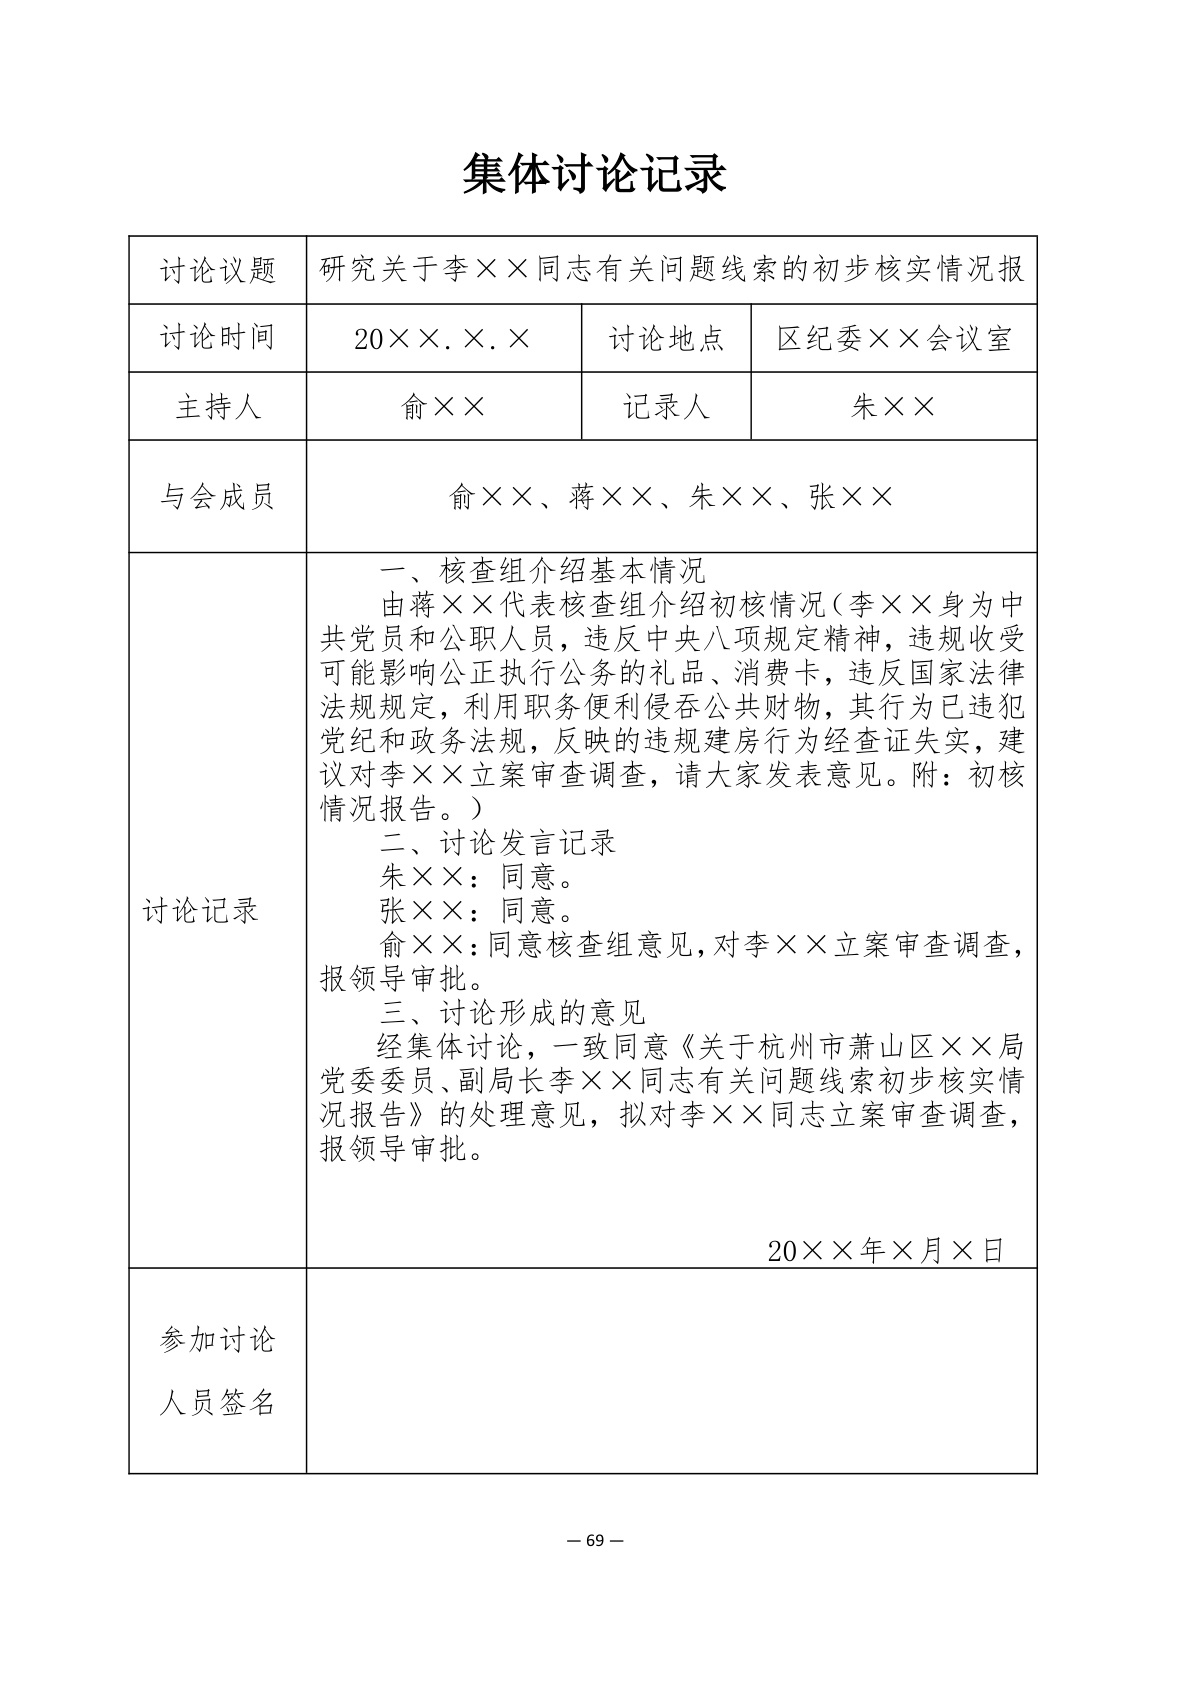 集体讨论记录
讨论议题 研究关于李××同志有关问题线索的初步核实情况报
讨论时间 20××.×.× 讨论地点 区纪委××会议室
主持人 俞×× 记录人 朱××
与会成员 俞××、蒋××、朱××、张××
讨论记录
一、核查组介绍基本情况
由蒋××代表核查组介绍初核情况（李××身为中
共党员和公职人员，违反中央八项规定精神，违规收受
可能影响公正执行公务的礼品、消费卡，违反国家法律
法规规定，利用职务便利侵吞公共财物，其行为已违犯
党纪和政务法规，反映的违规建房行为经查证失实，建
议对李××立案审查调查，请大家发表意见。附：初核
情况报告。）
二、讨论发言记录
朱××：同意。
张××：同意。
俞××：同意核查组意见，对李××立案审查调查，
报领导审批。
三、讨论形成的意见
经集体讨论，一致同意《关于杭州市萧山区××局
党委委员、副局长李××同志有关问题线索初步核实情
况报告》的处理意见，拟对李××同志立案审查调查，
报领导审批。
20××年×月×日
参加讨论
人员签名
— 69 —